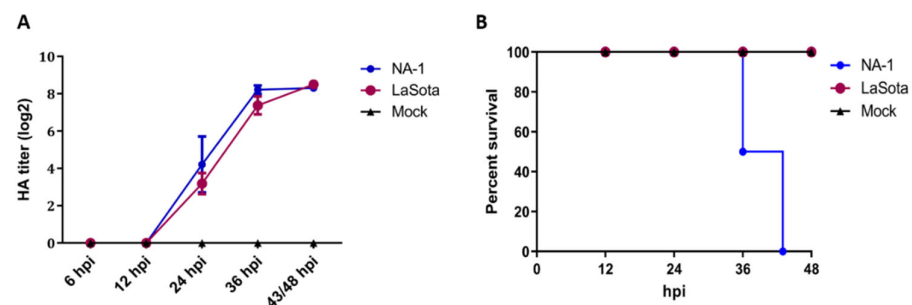 A
HA titer (log2)
10
8
6
4
2
0
6 hpi
12 hpi
24 hpi
36 hpi
43/48 hpi
NA-1
LaSota
Mock
B
Percent survival
100
80
60
40
20
0
0
12
24
36
48
hpi
NA-1
LaSota
Mock